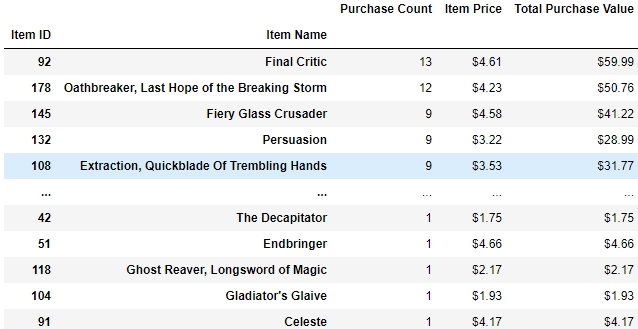 Purchase Count Item Price Total Purchase Value
Item ID Item Name
92 Final Critic 13 $4.61 $59.99
178 Oathbreaker, Last Hope of the Breaking Storm 12 $4.23 $50.76
145 Fiery Glass Crusader 9 $4.58 $41.22
132 Persuasion 9 $3.22 $28.99
108 Extraction, Quickblade Of Trembling Hands 9 $3.53 $31.77
... ... ... ... ...
42 The Decapitator 1 $1.75 $1.75
51 Endbringer 1 $4.66 $4.66
118 Ghost Reaver, Longsword of Magic 1 $2.17 $2.17
104 Gladiator's Glaive 1 $1.93 $1.93
91 Celeste 1 $4.17 $4.17